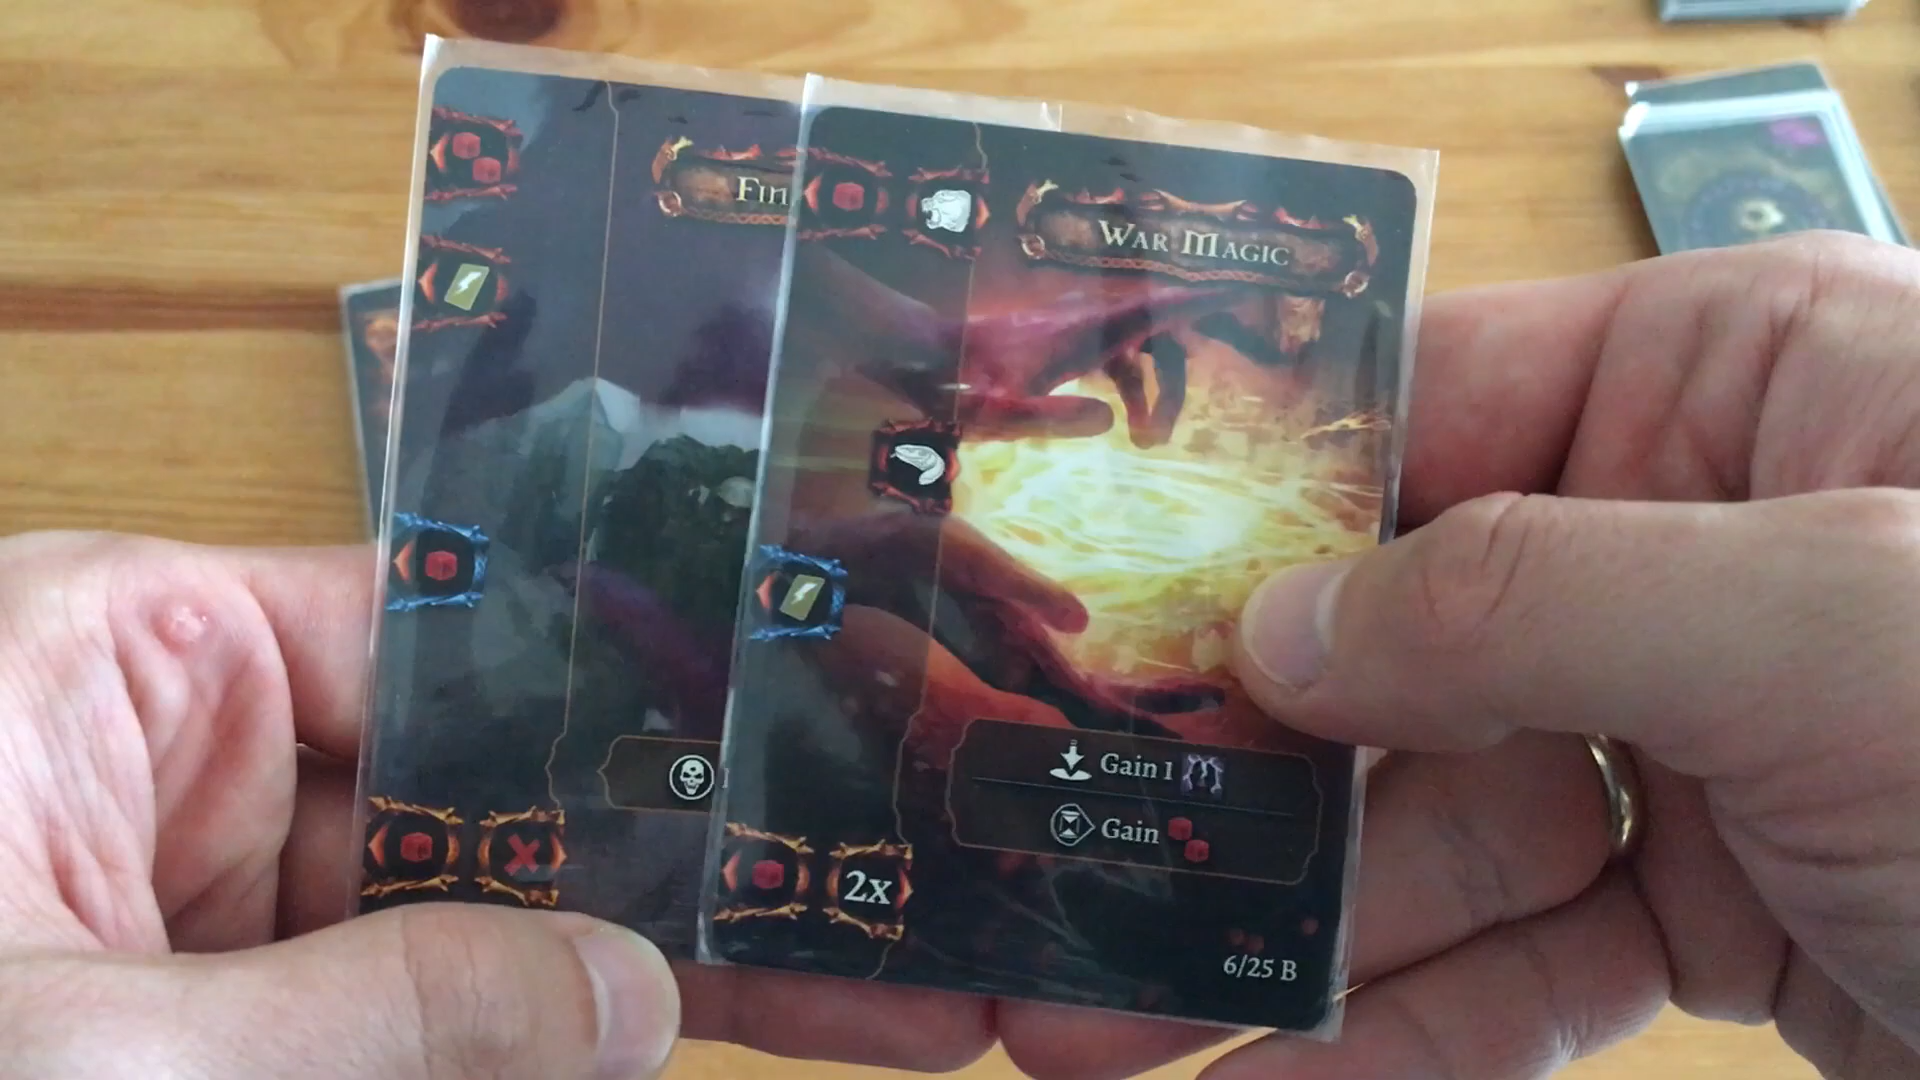 Fin
War Magic
Gain 1
Gain
2x
6/25 B